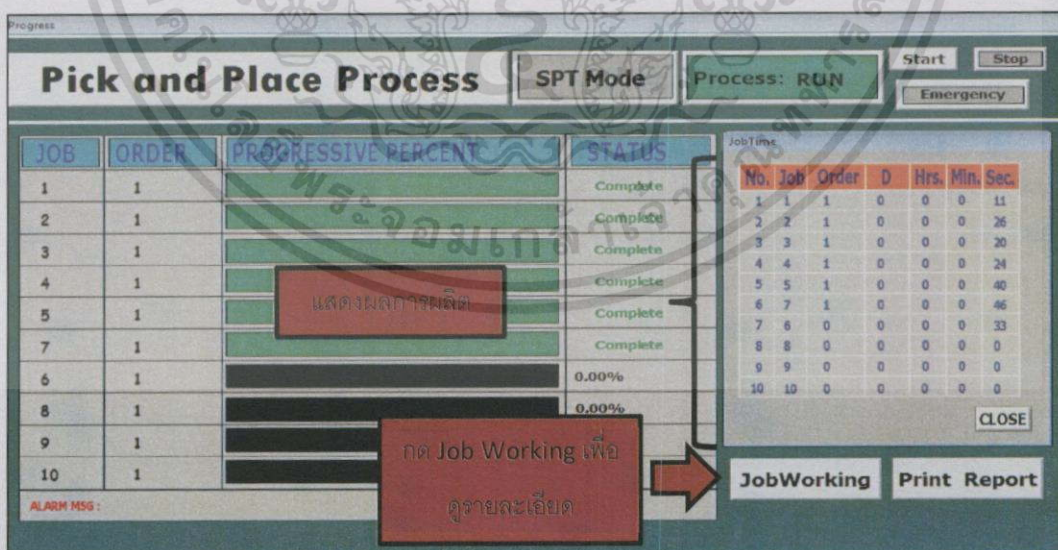 Progress
Pick and Place Process
SPT Mode
Process: RUN
Start
Stop
Emergency
JOB ORDER PROGRESSIVE PERCENT STATUS
1 1 Complete
2 1 Complete
3 1 Complete
4 1 Complete
5 1 Complete
7 1 Complete
6 1 0.00%
8 1 0.00%
9 1
10 1
ALARM MSG :
แสดงผลการผลิต
กด Job Working เพื่อ
ดูรายละเอียด
JobTime
No. Job Order D Hrs. Min. Sec.
1 1 1 0 0 0 11
2 2 1 0 0 0 26
3 3 1 0 0 0 20
4 4 1 0 0 0 24
5 5 1 0 0 0 40
6 7 1 0 0 0 46
7 6 0 0 0 0 33
8 8 0 0 0 0 0
9 9 0 0 0 0 0
10 10 0 0 0 0 0
CLOSE
JobWorking
Print Report